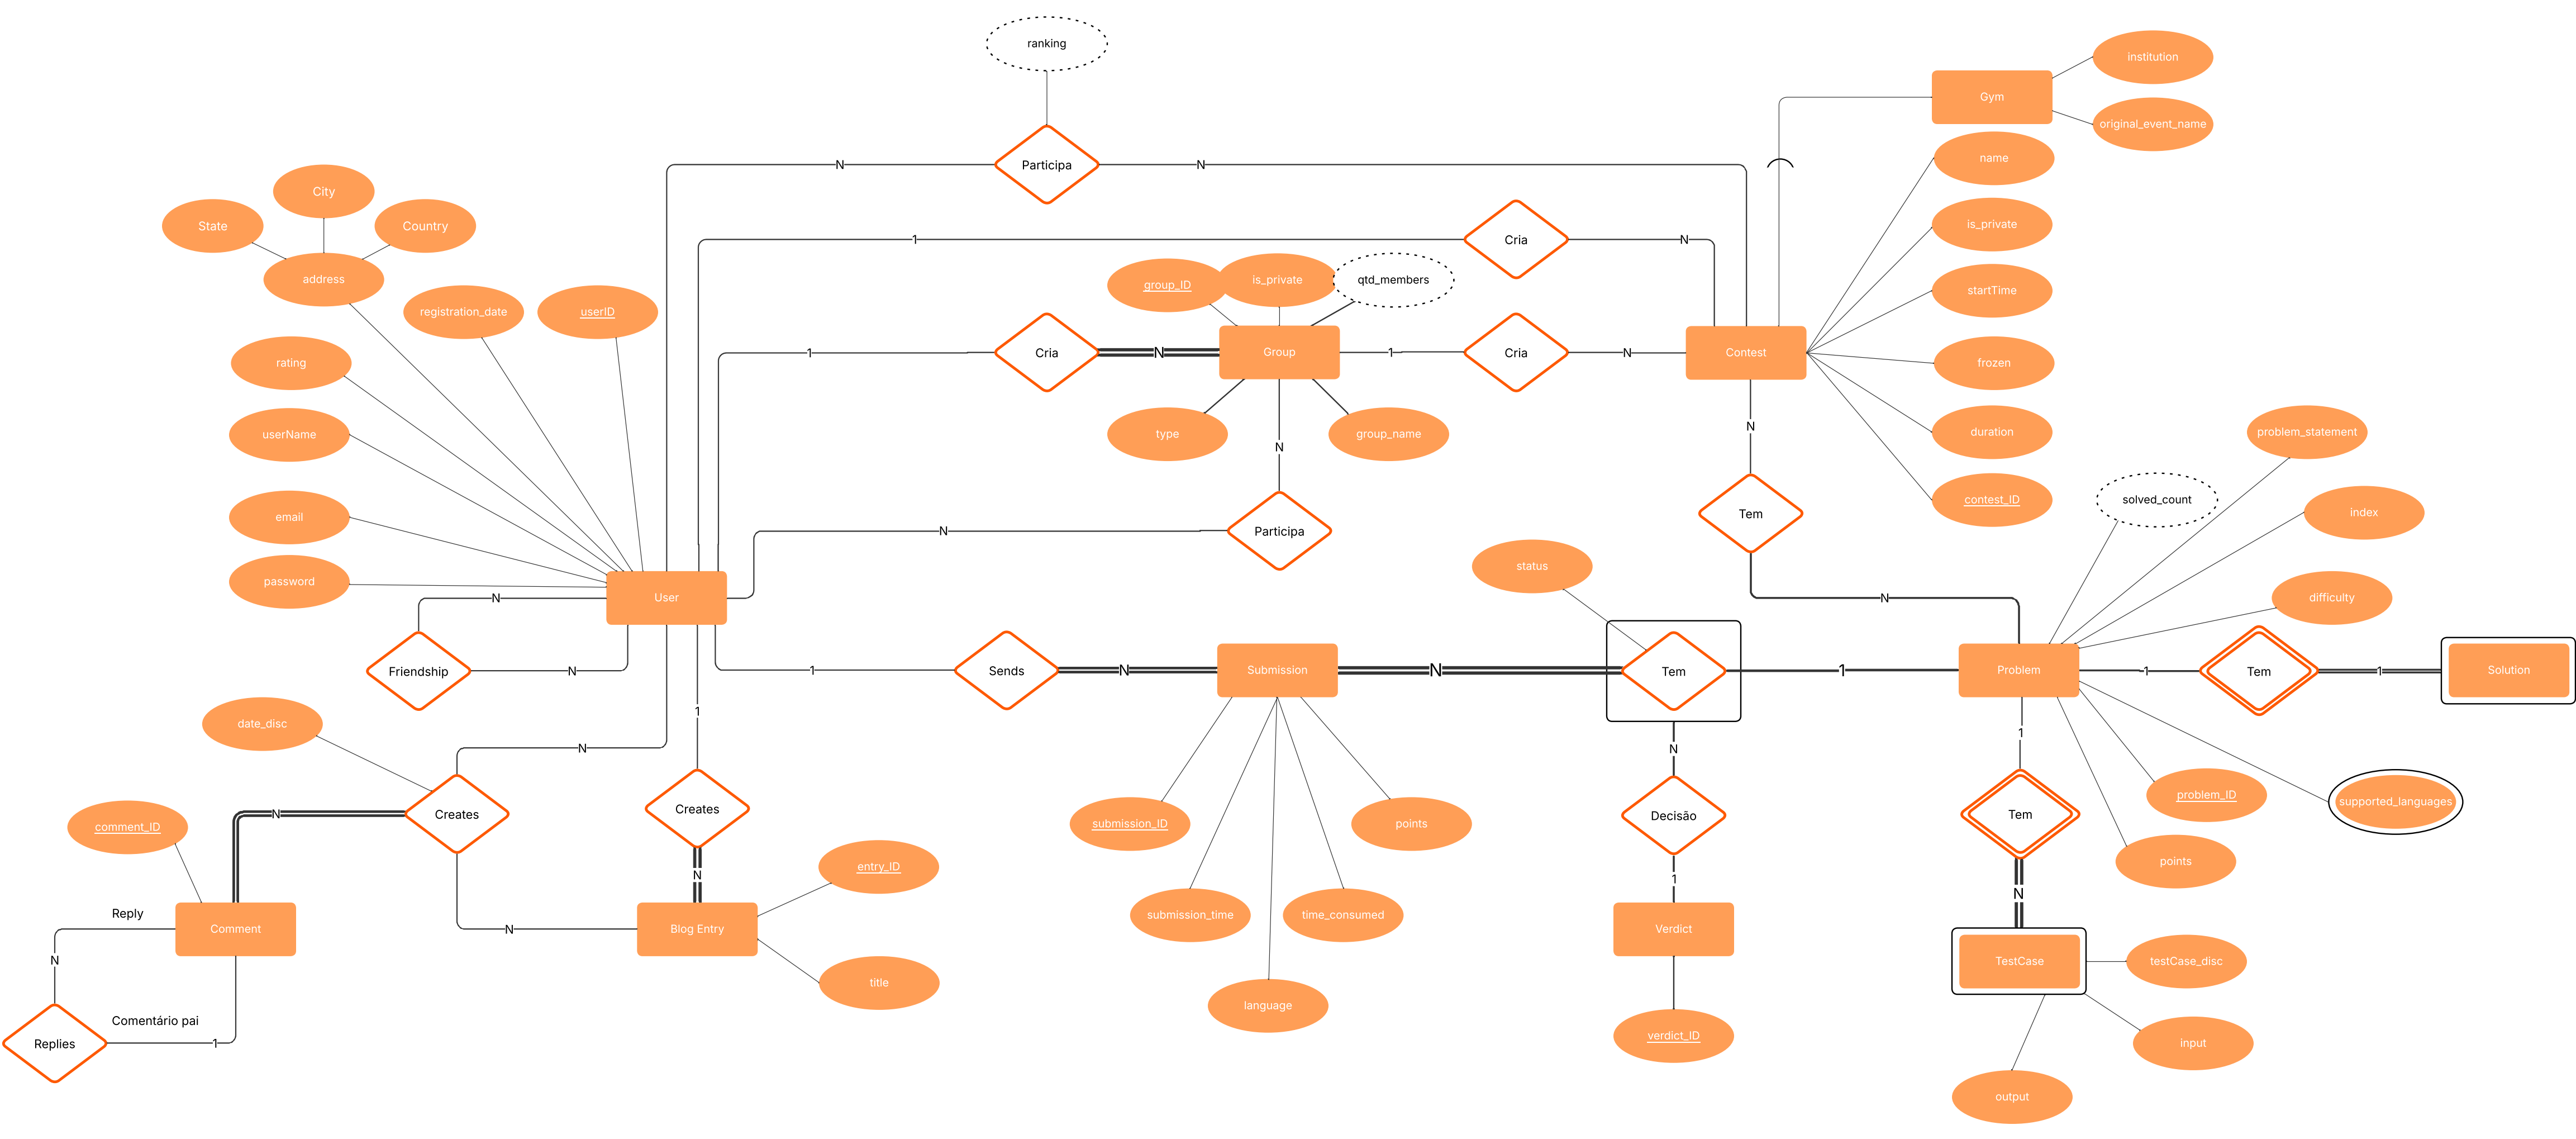 ranking
institution
Gym
original_event_name
Participa
N
N
name
City
State
Country
is_private
1
Cria
N
address
group_ID
is_private
qtd_members
startTime
registration_date
userID
1
Cria
N
Group
1
Cria
N
Contest
rating
frozen
userName
type
group_name
N
N
duration
problem_statement
contest_ID
solved_count
index
email
N
Participa
Tem
status
password
N
User
N
difficulty
Friendship
N
1
Sends
N
Submission
N
Tem
1
Problem
1
Tem
1
Solution
date_disc
1
N
N
1
comment_ID
N
Creates
Creates
submission_ID
points
Decisão
Tem
problem_ID
supported_languages
points
entry_ID
N
1
N
Reply
Comment
N
Blog Entry
submission_time
time_consumed
Verdict
N
TestCase
testCase_disc
title
language
Comentário pai
Replies
1
verdict_ID
input
output